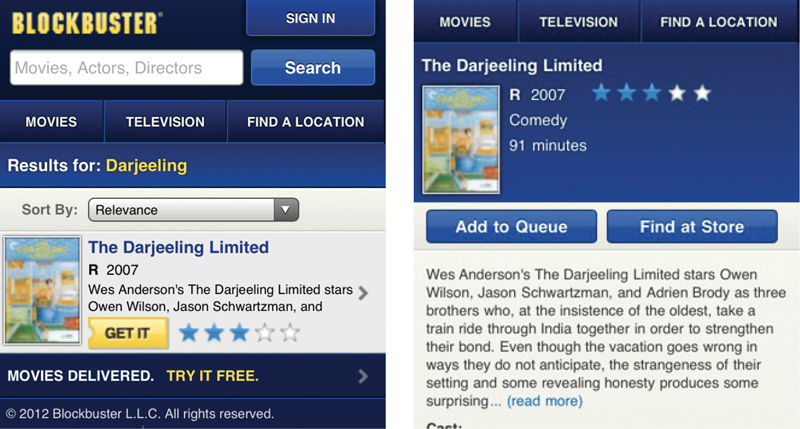 BLOCKBUSTER
SIGN IN
Movies, Actors, Directors
Search
MOVIES
TELEVISION
FIND A LOCATION
Results for: Darjeeling
Sort By:
Relevance
The Darjeeling Limited
R 2007
Wes Anderson's The Darjeeling Limited stars
Owen Wilson, Jason Schwartzman, and
GET IT
MOVIES DELIVERED. TRY IT FREE.
© 2012 Blockbuster L.L.C. All rights reserved.
MOVIES
TELEVISION
FIND A LOCATION
The Darjeeling Limited
R 2007
Comedy
91 minutes
Add to Queue
Find at Store
Wes Anderson's The Darjeeling Limited stars Owen
Wilson, Jason Schwartzman, and Adrien Brody as three
brothers who, at the insistence of the oldest, take a
train ride through India together in order to strengthen
their bond. Even though the vacation goes wrong in
ways they do not anticipate, the strangeness of their
setting and some revealing honesty produces some
surprising... (read more)
Cast: